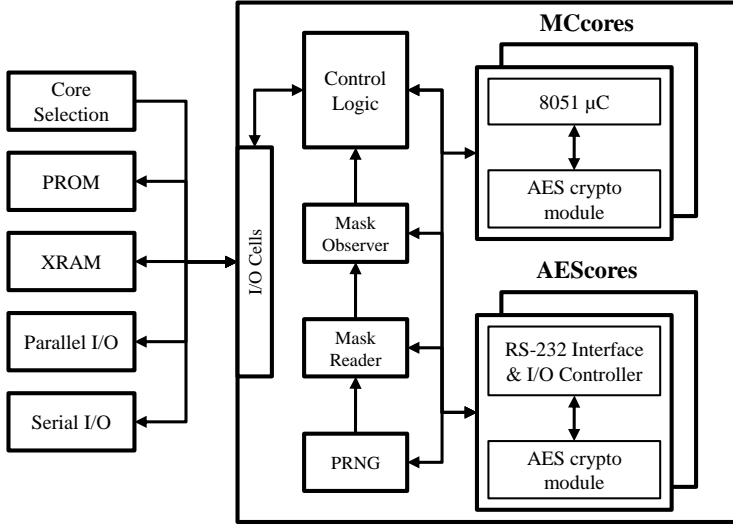 Core
Selection
PROM
XRAM
Parallel I/O
Serial I/O
I/O Cells
Control
Logic
Mask
Observer
Mask
Reader
PRNG
MCcores
8051 μC
AES crypto
module
AEScores
RS-232 Interface
& I/O Controller
AES crypto
module